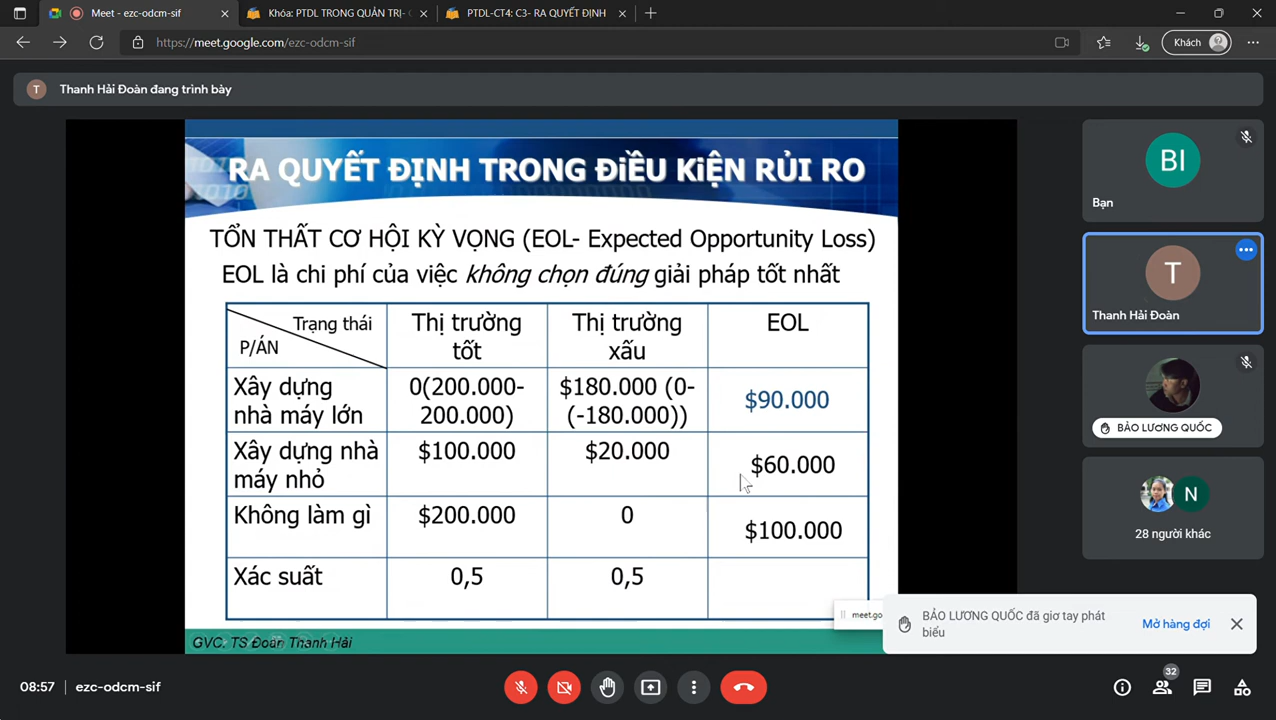 Meet - ezc-odcm-sif
Khóa: PTDL TRONG QUẢN TRỊ- C
PTDL-CT4: C3- RA QUYẾT ĐỊNH
https://meet.google.com/ezc-odcm-sif
Khách
T
Thanh Hải Đoàn đang trình bày
RA QUYẾT ĐỊNH TRONG ĐiỀU KiỆN RỦI RO
TỔN THẤT CƠ HỘI KỲ VỌNG (EOL- Expected Opportunity Loss)
EOL là chi phí của việc không chọn đúng giải pháp tốt nhất
Trạng thái
P/ÁN
Thị trường
tốt
Thị trường
xấu
EOL
Xây dựng
nhà máy lớn
0(200.000-
200.000)
$180.000 (0-
(-180.000))
$90.000
Xây dựng nhà
máy nhỏ
$100.000
$20.000
$60.000
Không làm gì
$200.000
0
$100.000
Xác suất
0,5
0,5
GVC: TS Đoàn Thanh Hải
meet.go
BI
Bạn
T
Thanh Hải Đoàn
BẢO LƯƠNG QUỐC
N
28 người khác
BẢO LƯƠNG QUỐC đã giơ tay phát
biểu
Mở hàng đợi
08:57
ezc-odcm-sif
32